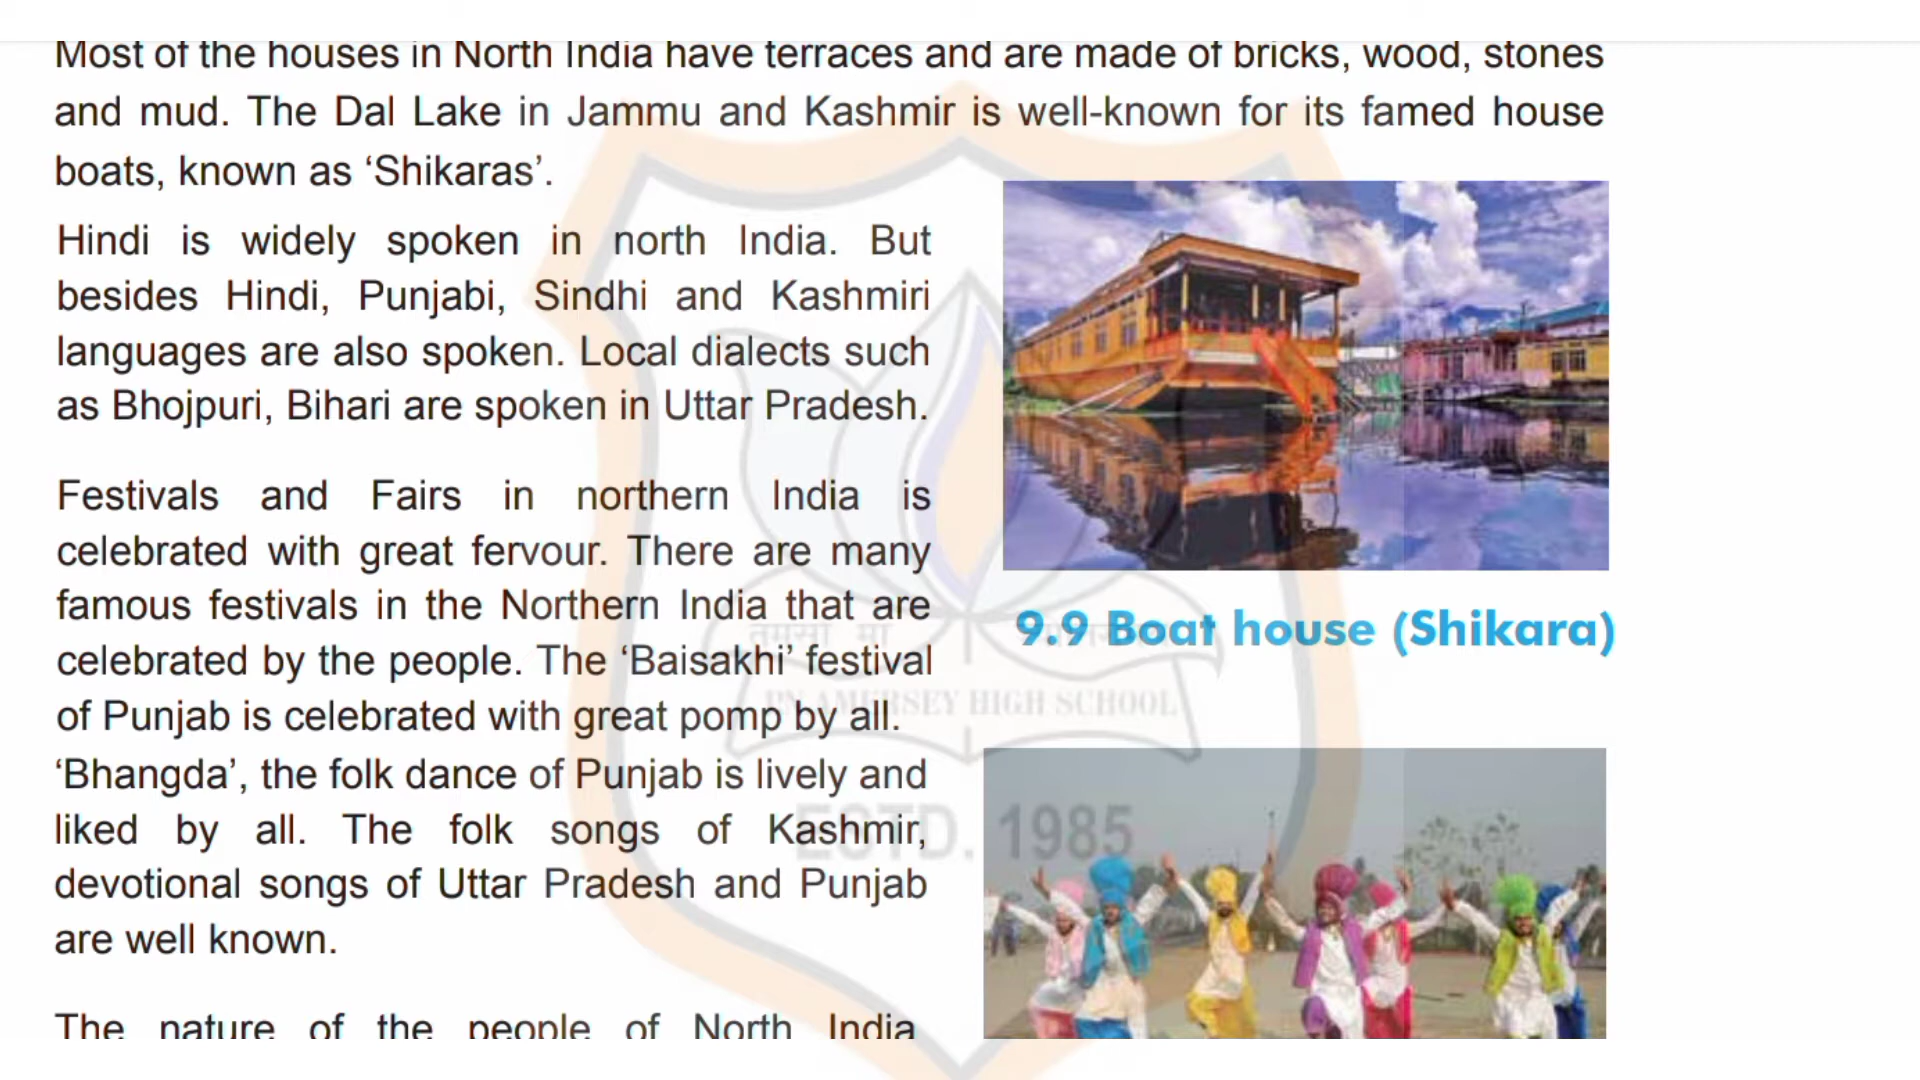 Most of the houses in North India have terraces and are made of bricks, wood, stones
and mud. The Dal Lake in Jammu and Kashmir is well-known for its famed house
boats, known as ‘Shikaras’.
Hindi is widely spoken in north India. But
besides Hindi, Punjabi, Sindhi and Kashmiri
languages are also spoken. Local dialects such
as Bhojpuri, Bihari are spoken in Uttar Pradesh.
Festivals and Fairs in northern India is
celebrated with great fervour. There are many
famous festivals in the Northern India that are
celebrated by the people. The ‘Baisakhi’ festival
of Punjab is celebrated with great pomp by all.
‘Bhangda’, the folk dance of Punjab is lively and
liked by all. The folk songs of Kashmir,
devotional songs of Uttar Pradesh and Punjab
are well known.
The nature of the people of North India
9.9 Boat house (Shikara)
तमसो मा
PN AMERSEY HIGH SCHOOL
ESTD. 1985